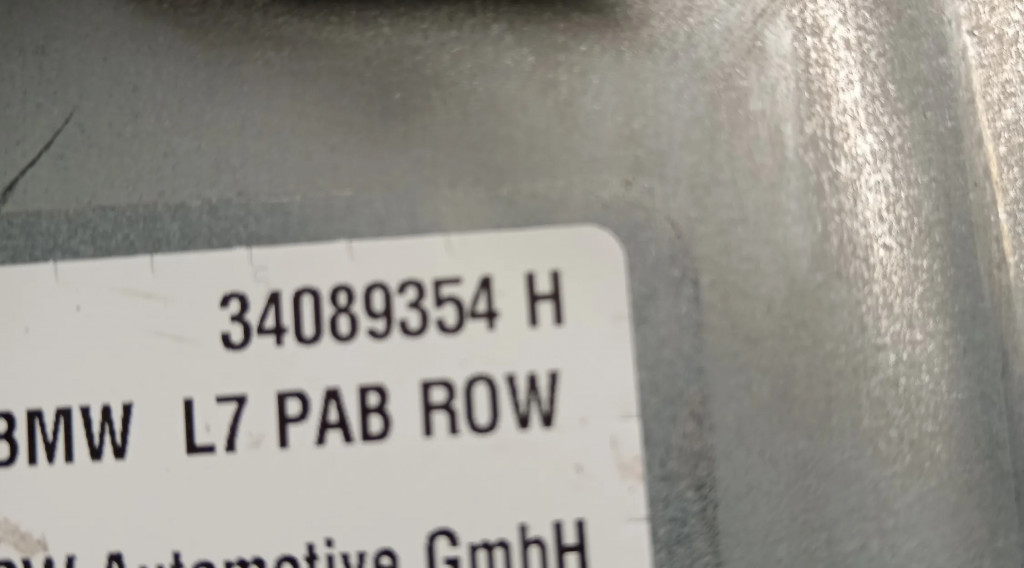 34089354 H
BMW L7 PAB ROW
Automotive GmbH